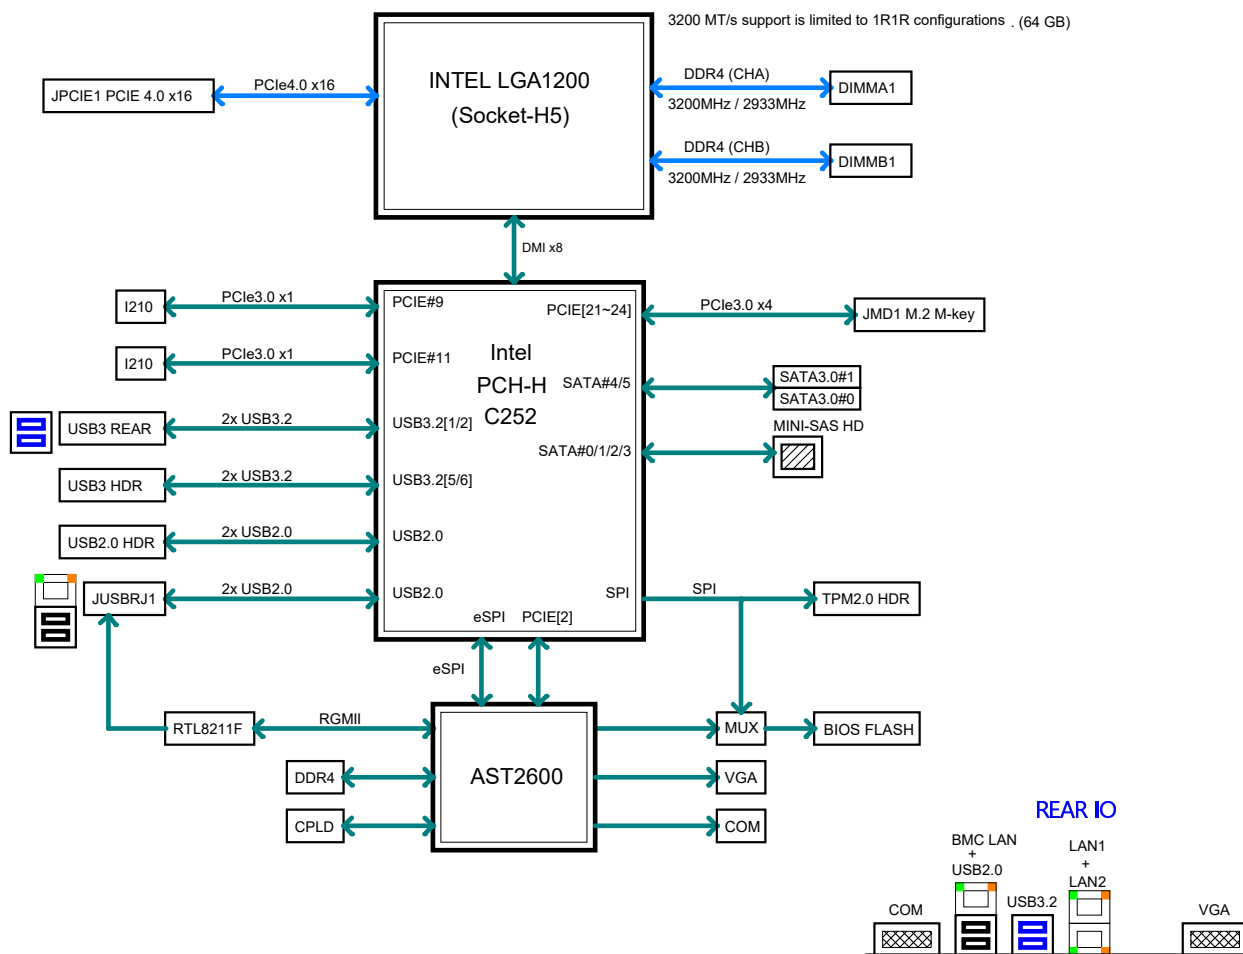 3200 MT/s support is limited to 1R1R configurations . (64 GB)
INTEL LGA1200
(Socket-H5)
JPCIE1 PCIE 4.0 x16
PCIe4.0 x16
DDR4 (CHA)
3200MHz / 2933MHz
DIMMA1
DDR4 (CHB)
3200MHz / 2933MHz
DIMMB1
DMI x8
I210
PCIe3.0 x1
PCIE#9
PCIE[21~24]
PCIe3.0 x4
JMD1 M.2 M-key
I210
PCIe3.0 x1
PCIE#11
Intel
PCH-H
C252
SATA#4/5
SATA3.0#1
SATA3.0#0
USB3 REAR
2x USB3.2
USB3.2[1/2]
SATA#0/1/2/3
MINI-SAS HD
USB3 HDR
2x USB3.2
USB3.2[5/6]
USB2.0 HDR
2x USB2.0
USB2.0
JUSBRJ1
2x USB2.0
USB2.0
SPI
SPI
TPM2.0 HDR
eSPI
PCIE[2]
eSPI
RTL8211F
RGMII
MUX
BIOS FLASH
DDR4
AST2600
VGA
CPLD
COM
REAR IO
BMC LAN
+
USB2.0
LAN1
+
LAN2
COM
USB3.2
VGA